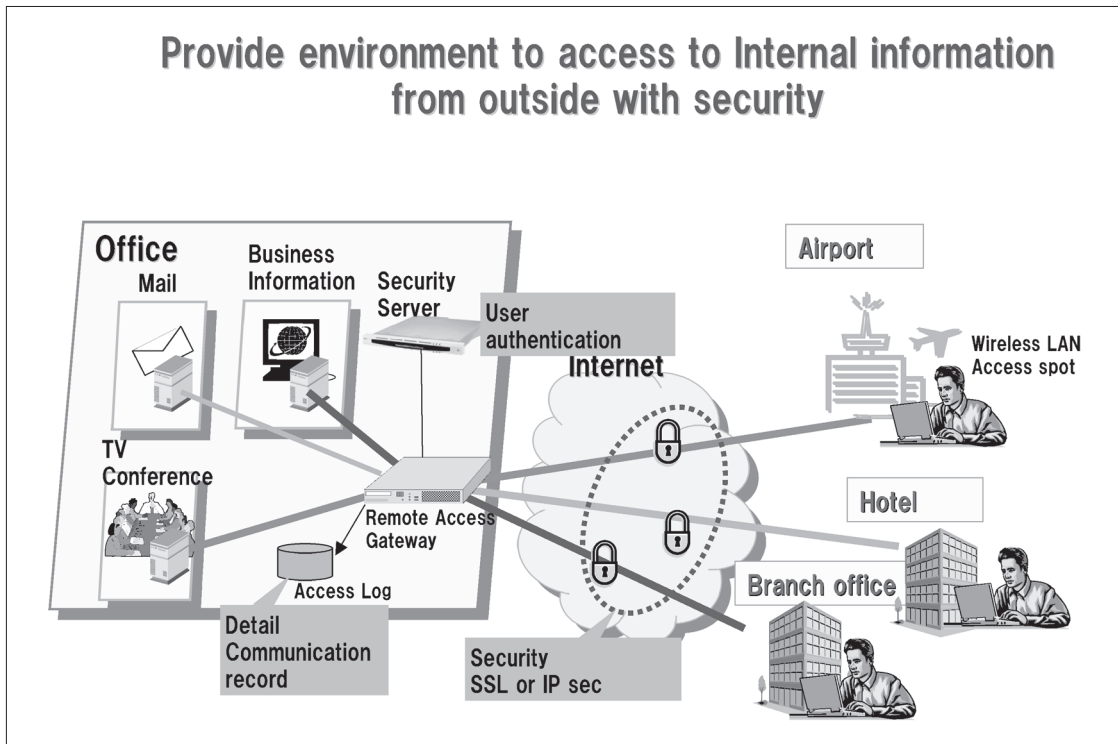 Provide environment to access to Internal information
from outside with security
Office
Mail
Business
Information
Security
Server
User
authentication
Internet
Airport
Wireless LAN
Access spot
TV
Conference
Remote Access
Gateway
Access Log
Hotel
Branch office
Detail
Communication
record
Security
SSL or IP sec